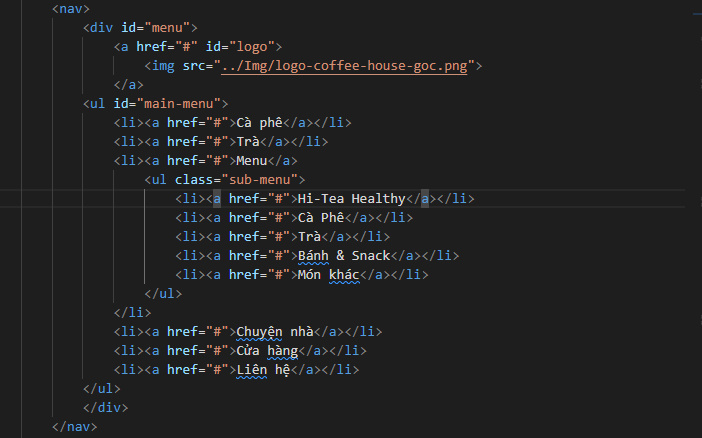 <nav>
<div id="menu">
<a href="#" id="logo">
<img src="../Img/logo-coffee-house-goc.png">
</a>
<ul id="main-menu">
<li><a href="#">Cà phê</a></li>
<li><a href="#">Trà</a></li>
<li><a href="#">Menu</a>
<ul class="sub-menu">
<li><a href="#">Hi-Tea Healthy</a></li>
<li><a href="#">Cà Phê</a></li>
<li><a href="#">Trà</a></li>
<li><a href="#">Bánh & Snack</a></li>
<li><a href="#">Món khác</a></li>
</ul>
</li>
<li><a href="#">Chuyện nhà</a></li>
<li><a href="#">Cửa hàng</a></li>
<li><a href="#">Liên hệ</a></li>
</ul>
</div>
</nav>